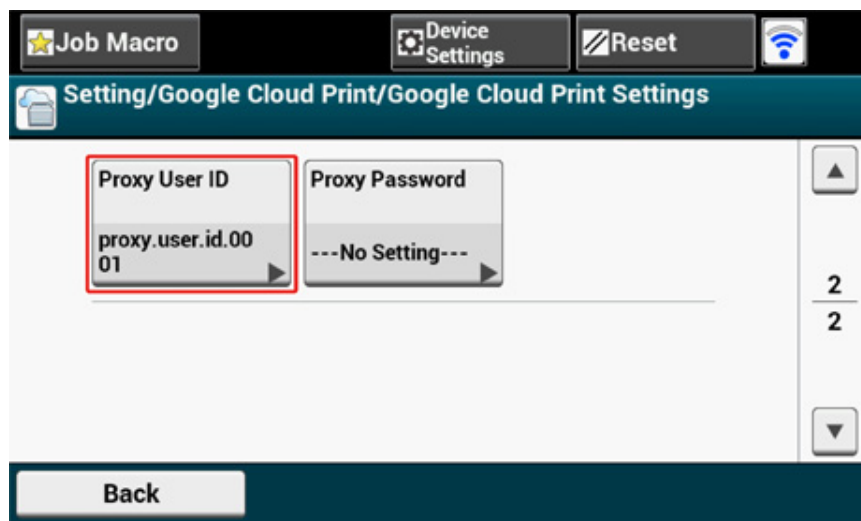 Job Macro
Device
Settings
Reset
Setting/Google Cloud Print/Google Cloud Print Settings
Proxy User ID
Proxy Password
proxy.user.id.00
01
---No Setting---
2
2
Back